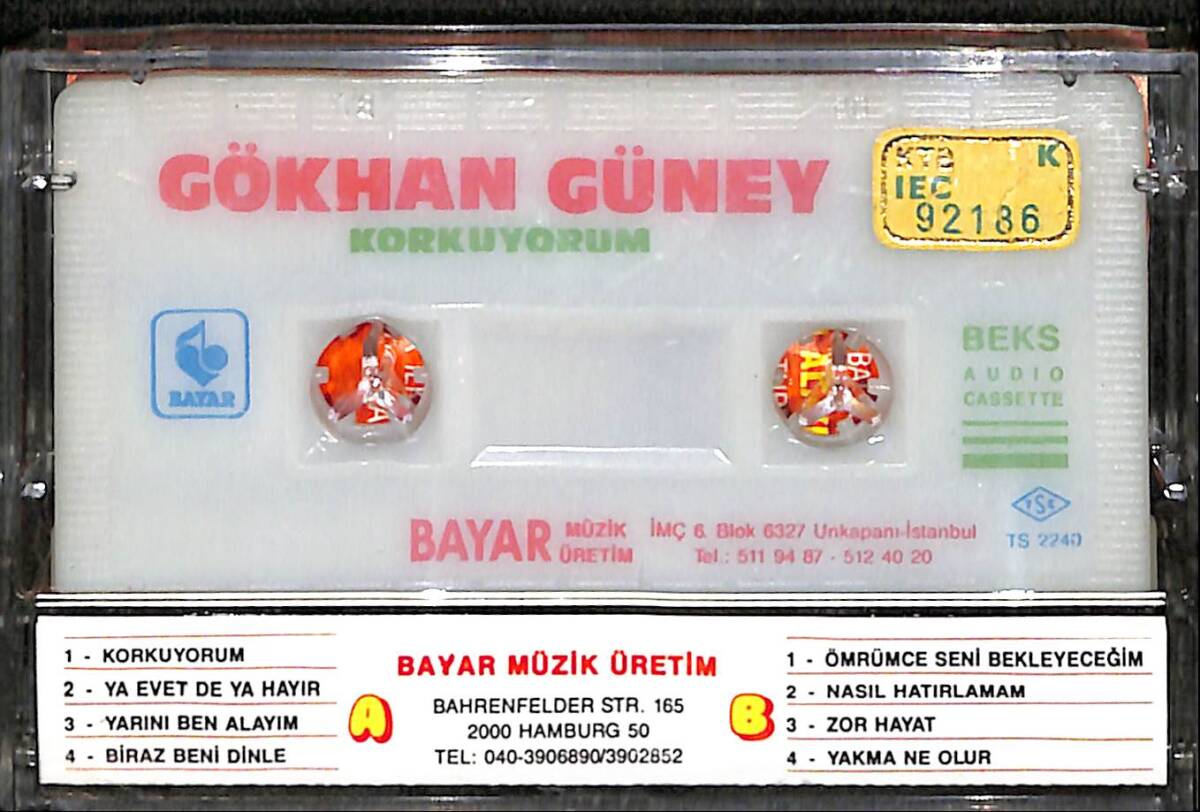 GÖKHAN GÜNEY
KORKUYORUM
K
IEC
92186
BAYAR
BEKS
AUDIO
CASSETTE
BAYAR MÜZİK ÜRETİM
İMÇ 6. Blok 6327 Unkapanı-İstanbul
Tel.: 511 94 87 - 512 40 20
TSE
TS 2240
1 - KORKUYORUM
2 - YA EVET DE YA HAYIR
3 - YARINI BEN ALAYIM
4 - BİRAZ BENİ DİNLE
A
BAYAR MÜZİK ÜRETİM
BAHRENFELDER STR. 165
2000 HAMBURG 50
TEL: 040-3906890/3902852
B
1 - ÖMRÜMCE SENİ BEKLEYECEĞİM
2 - NASIL HATIRLAMAM
3 - ZOR HAYAT
4 - YAKMA NE OLUR